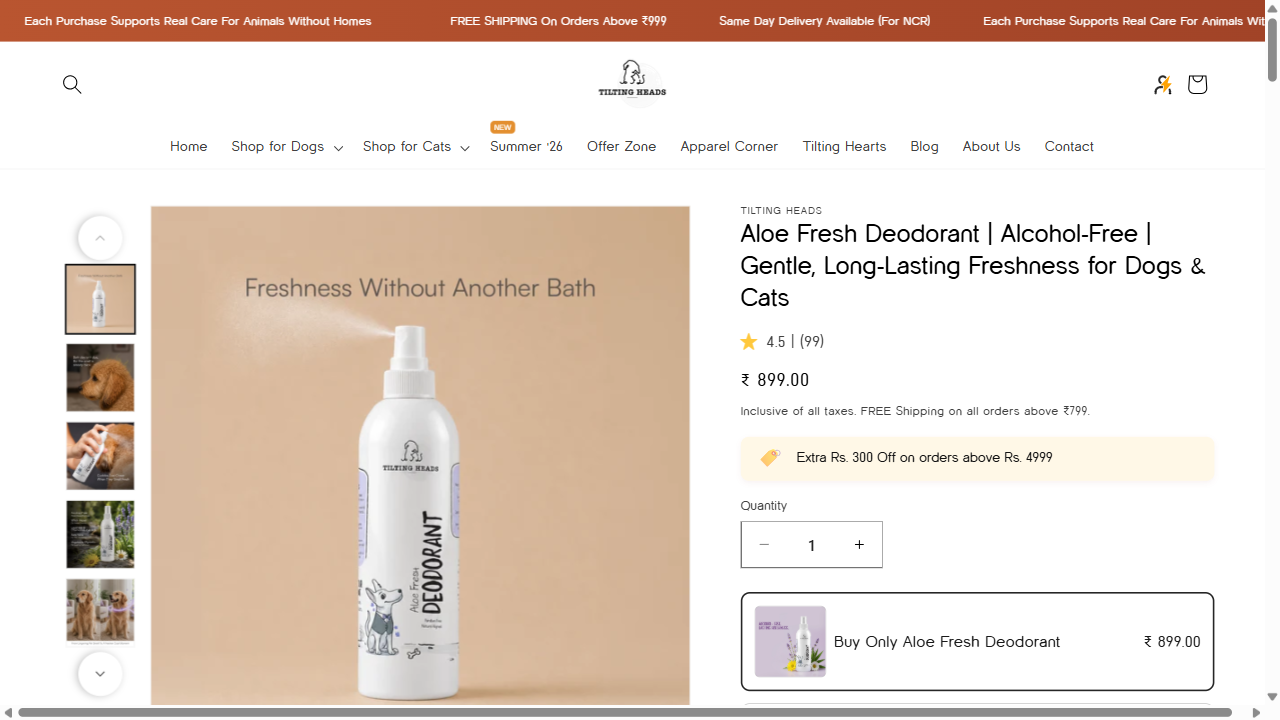 Each Purchase Supports Real Care For Animals Without Homes
FREE SHIPPING On Orders Above ₹999
Same Day Delivery Available (For NCR)
Each Purchase Supports Real Care For Animals
TILTING HEADS
NEW
Home
Shop for Dogs
Shop for Cats
Summer '26
Offer Zone
Apparel Corner
Tilting Hearts
Blog
About Us
Contact
Freshness Without Another Bath
TILTING HEADS
Aloe Fresh
DEODORANT
TILTING HEADS
Aloe Fresh Deodorant | Alcohol-Free |
Gentle, Long-Lasting Freshness for Dogs &
Cats
4.5 | (99)
₹ 899.00
Inclusive of all taxes. FREE Shipping on all orders above ₹799.
Extra Rs. 300 Off on orders above Rs. 4999
Quantity
1
Buy Only Aloe Fresh Deodorant
₹ 899.00